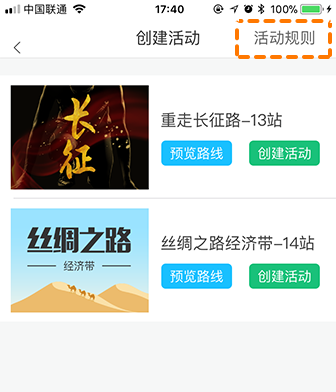 中国联通 17:40 100%
创建活动 活动规则
长征
重走长征路-13站
预览路线 创建活动
丝绸之路
经济带
丝绸之路经济带-14站
预览路线 创建活动